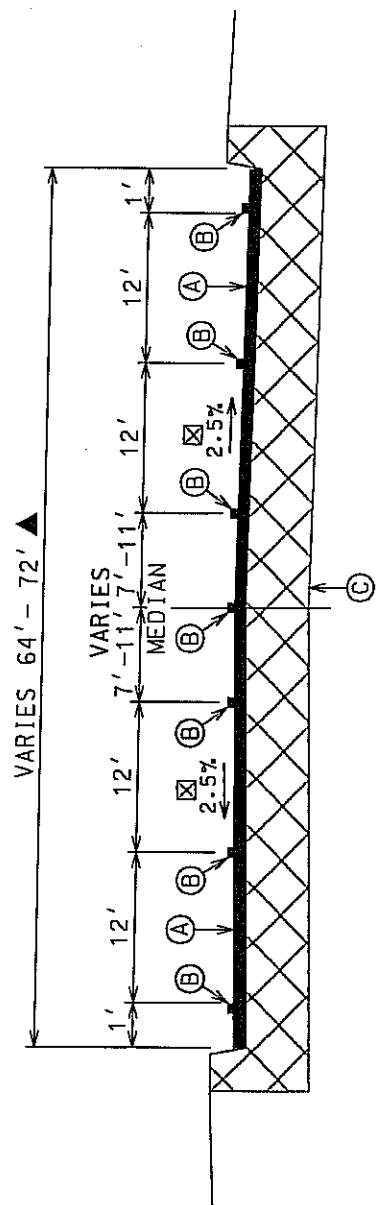 VARIES 64'- 72' ▲
1' 12' 12' 7'-11' 7'-11' 12' 12' 1'
VARIES
MEDIAN
☒ ☒
2.5% 2.5%
B A B B B B B A B
C